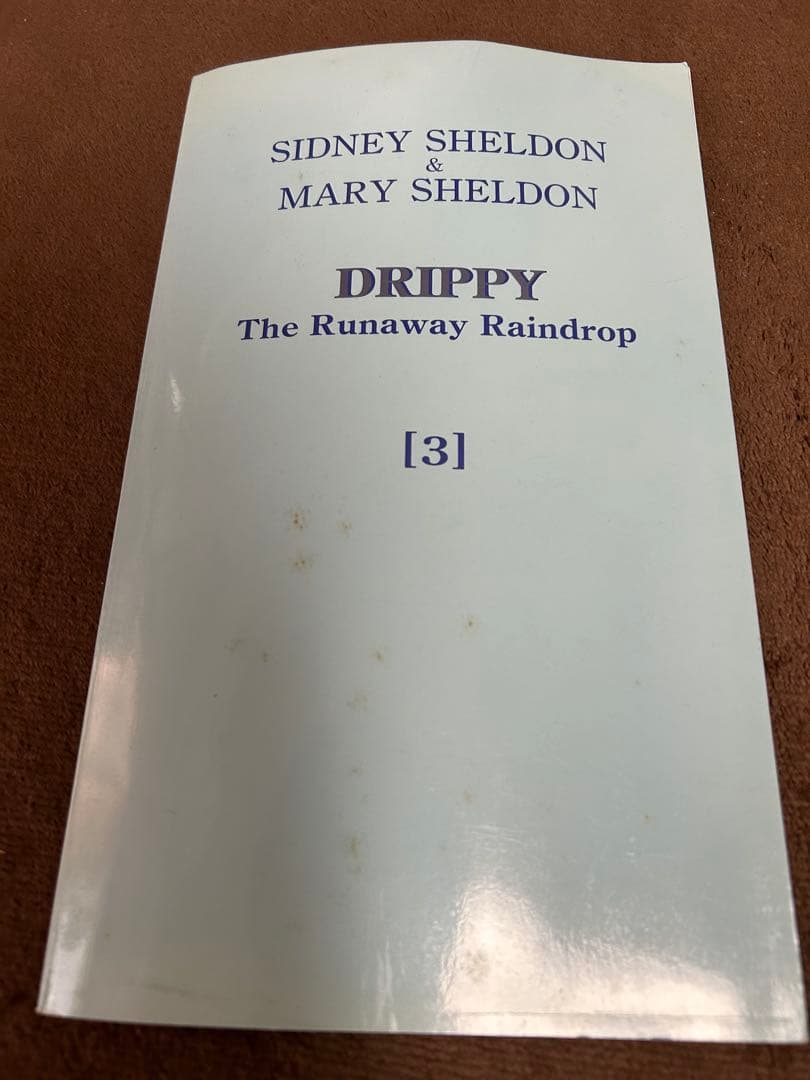 SIDNEY SHELDON
&
MARY SHELDON
DRIPPY
The Runaway Raindrop
[3]